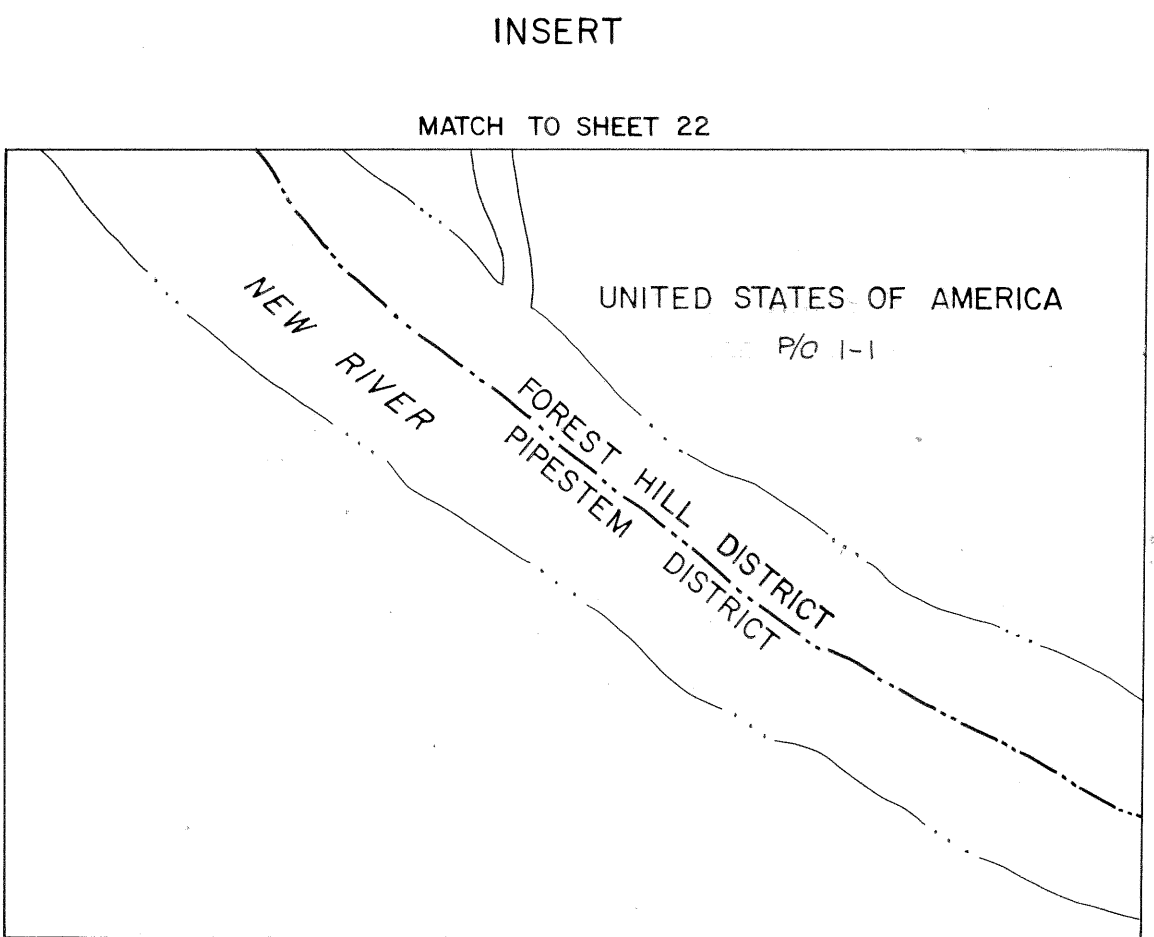 INSERT
MATCH TO SHEET 22
UNITED STATES OF AMERICA
P/O 1-1
NEW RIVER
FOREST HILL DISTRICT
PIPESTEM DISTRICT